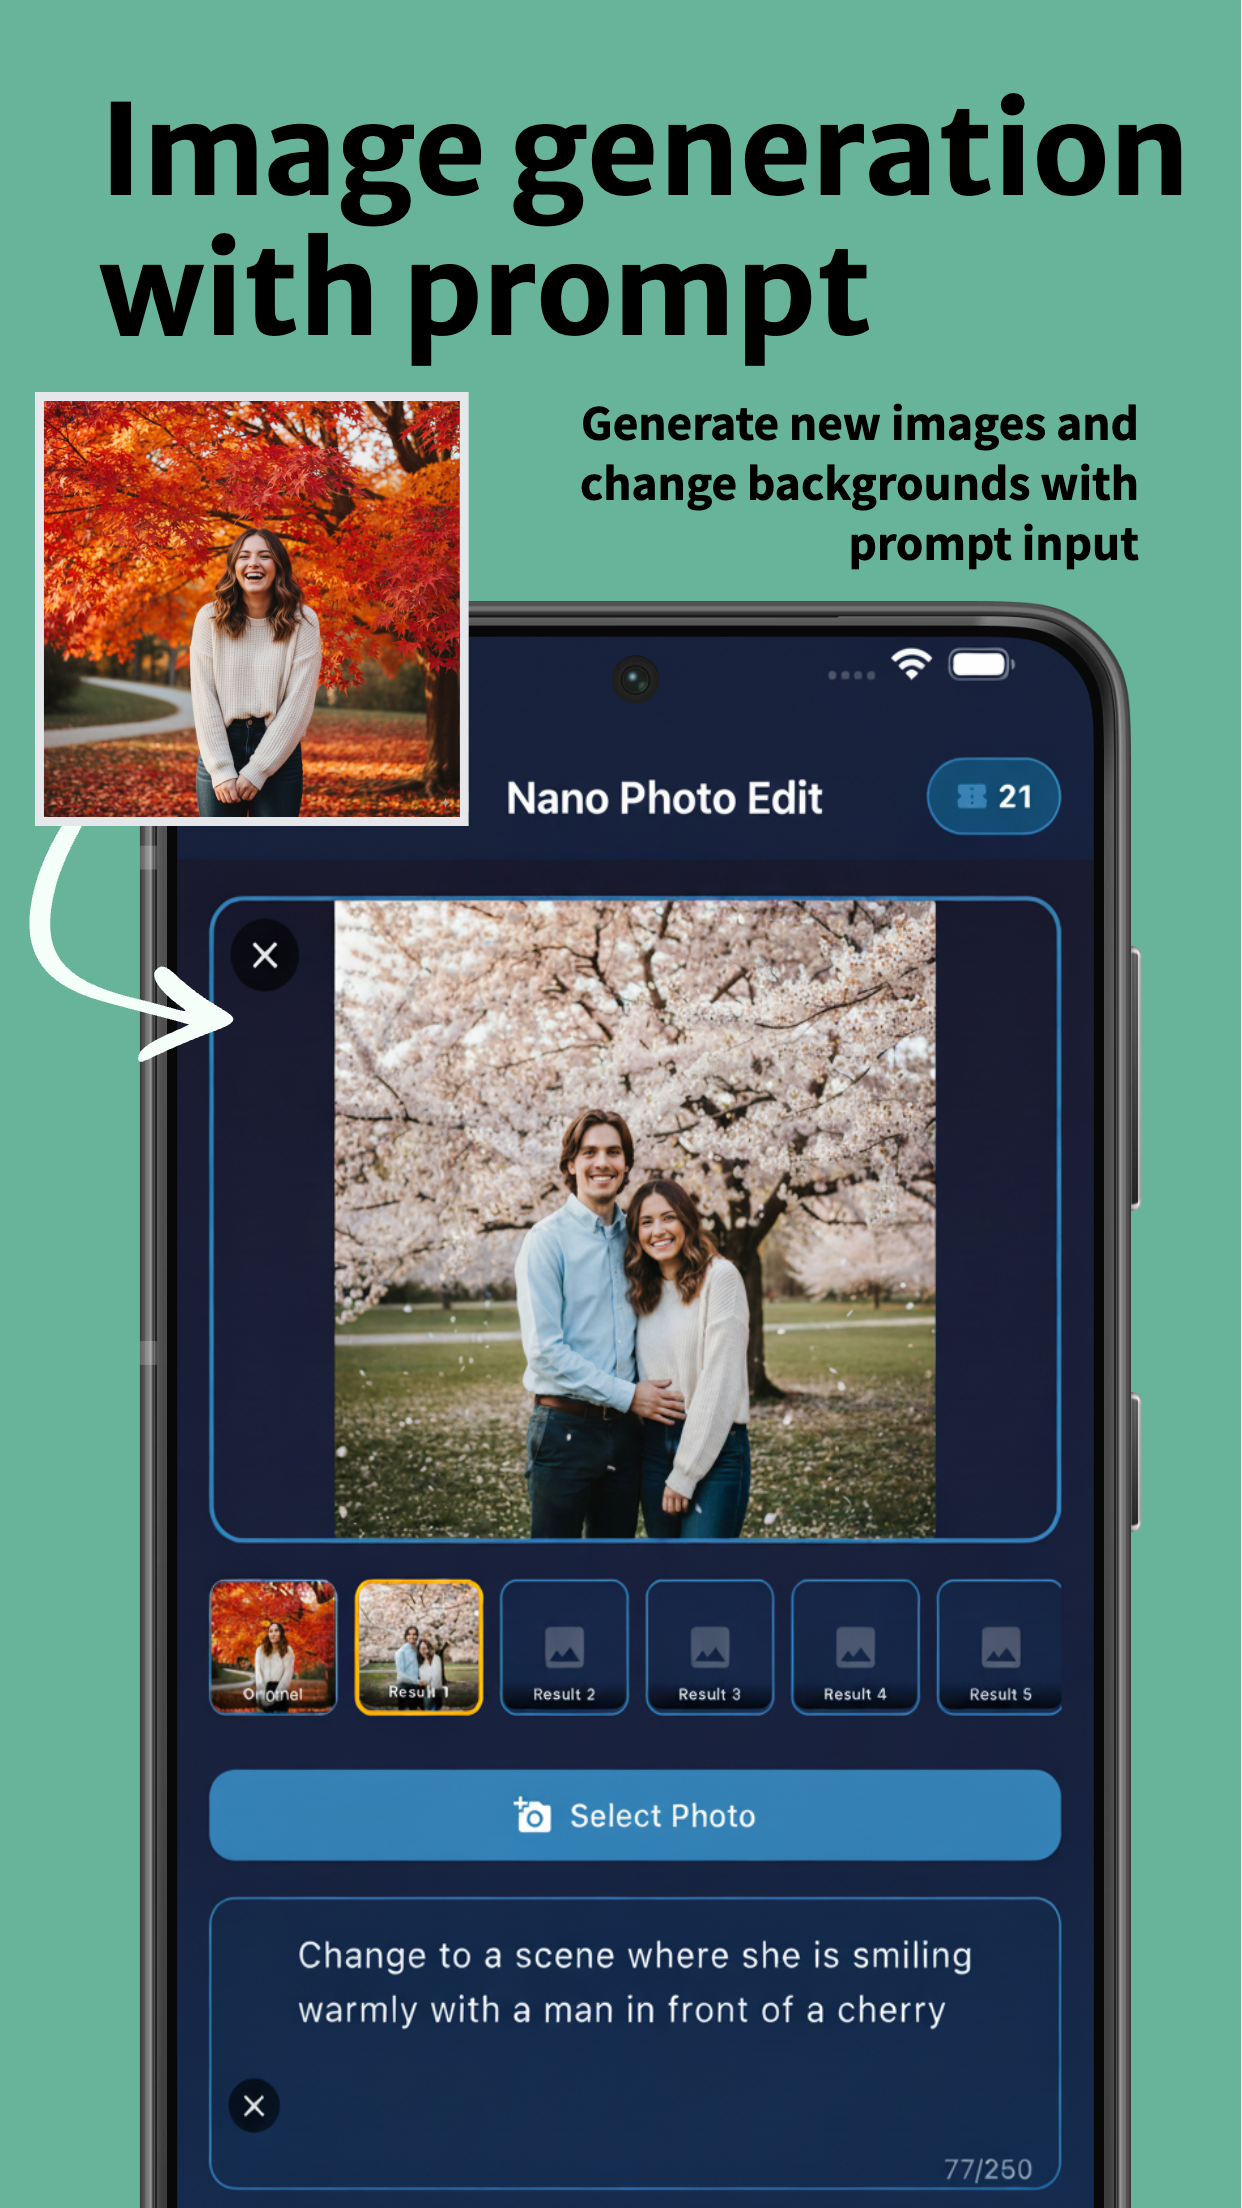 Image generation
with prompt
Generate new images and
change backgrounds with
prompt input
Nano Photo Edit
21
Result 1
Result 2
Result 3
Result 4
Result 5
Select Photo
Change to a scene where she is smiling
warmly with a man in front of a cherry
77/250